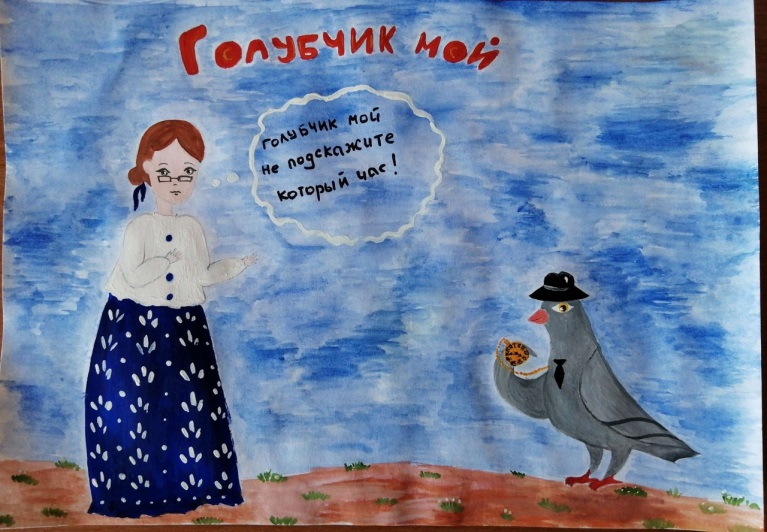 Голубчик мой
голубчик мой
не подскажите
который час!